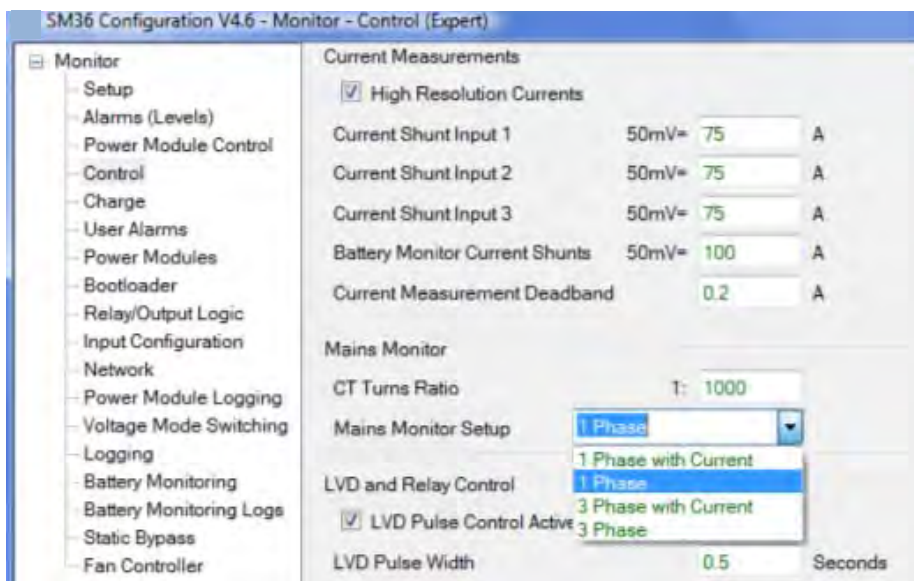 SM36 Configuration V4.6 - Monitor - Control (Expert)
Monitor
Setup
Alarms (Levels)
Power Module Control
Control
Charge
User Alarms
Power Modules
Bootloader
Relay/Output Logic
Input Configuration
Network
Power Module Logging
Voltage Mode Switching
Logging
Battery Monitoring
Battery Monitoring Logs
Static Bypass
Fan Controller
Current Measurements
High Resolution Currents
Current Shunt Input 1 50mV= 75 A
Current Shunt Input 2 50mV= 75 A
Current Shunt Input 3 50mV= 75 A
Battery Monitor Current Shunts 50mV= 100 A
Current Measurement Deadband 0.2 A
Mains Monitor
CT Turns Ratio 1: 1000
Mains Monitor Setup 1 Phase
1 Phase with Current
1 Phase
3 Phase with Current
3 Phase
LVD and Relay Control
LVD Pulse Control Active
LVD Pulse Width 0.5 Seconds